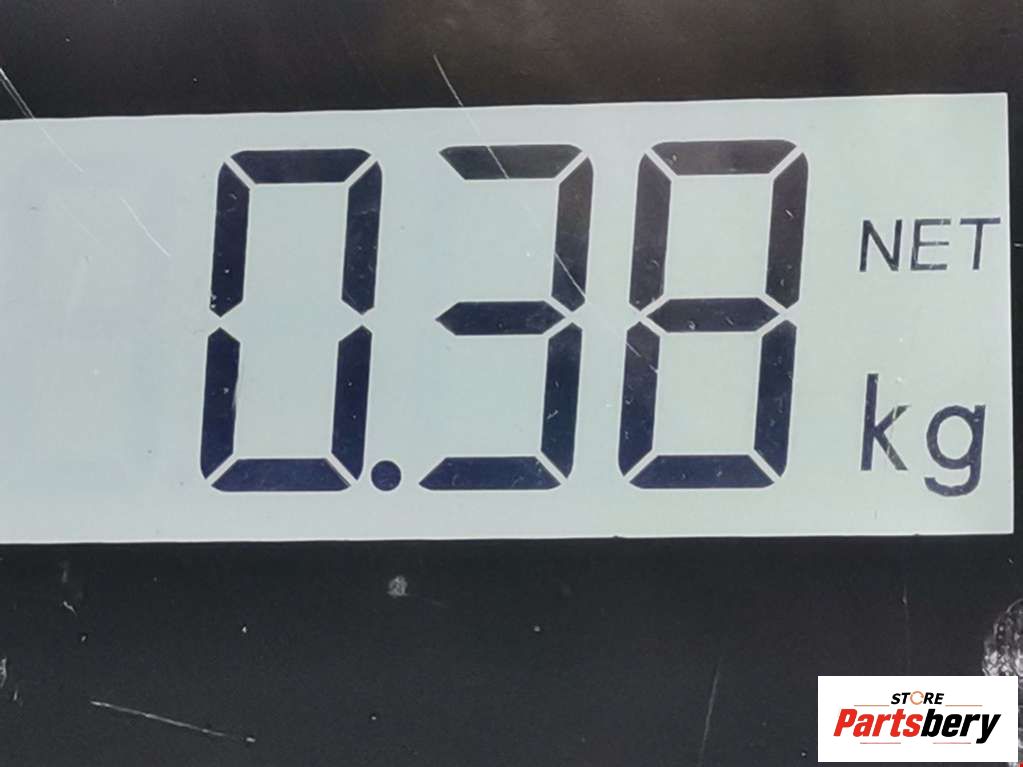 0.38
NET
kg
STORE
Partsbery